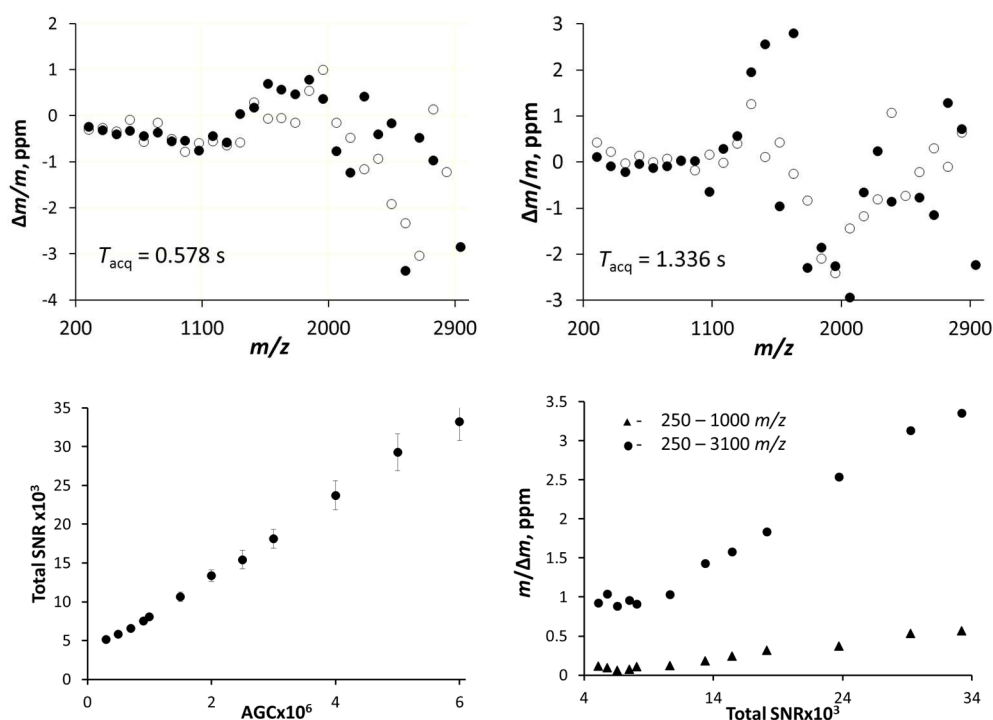 2
1
0
-1
-2
-3
-4
Δm/m, ppm
T acq = 0.578 s
200 1100 2000 2900
m/z
3
2
1
0
-1
-2
-3
Δm/m, ppm
T acq = 1.336 s
200 1100 2000 2900
m/z
35
30
25
20
15
10
5
0
Total SNR x10³
0 2 4 6
AGCx10⁶
3.5
3
2.5
2
1.5
1
0.5
0
m/Δm, ppm
▲- 250 – 1000 m/z
●- 250 – 3100 m/z
4 14 24 34
Total SNRx10³